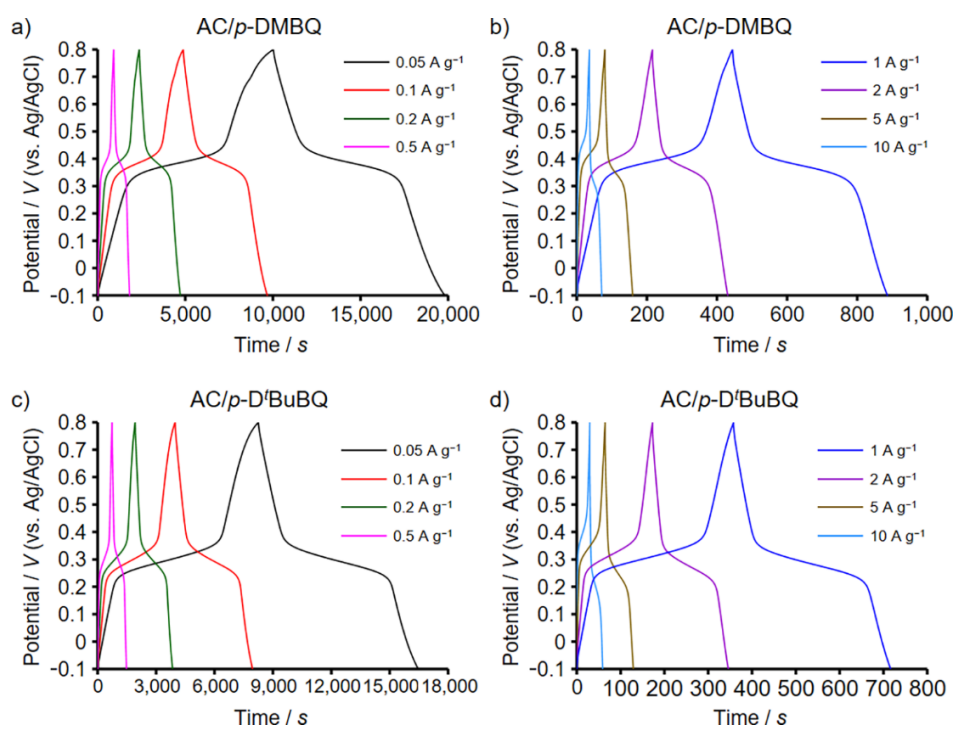 a) AC/p-DMBQ
Potential / V (vs. Ag/AgCl)
0.8
0.7
0.6
0.5
0.4
0.3
0.2
0.1
0
−0.1
0.05 A g⁻¹
0.1 A g⁻¹
0.2 A g⁻¹
0.5 A g⁻¹
0 5,000 10,000 15,000 20,000
Time / s
b) AC/p-DMBQ
Potential / V (vs. Ag/AgCl)
0.8
0.7
0.6
0.5
0.4
0.3
0.2
0.1
0
−0.1
1 A g⁻¹
2 A g⁻¹
5 A g⁻¹
10 A g⁻¹
0 200 400 600 800 1,000
Time / s
c) AC/p-DᵗBuBQ
Potential / V (vs. Ag/AgCl)
0.8
0.7
0.6
0.5
0.4
0.3
0.2
0.1
0
−0.1
0.05 A g⁻¹
0.1 A g⁻¹
0.2 A g⁻¹
0.5 A g⁻¹
0 3,000 6,000 9,000 12,000 15,000 18,000
Time / s
d) AC/p-DᵗBuBQ
Potential / V (vs. Ag/AgCl)
0.8
0.7
0.6
0.5
0.4
0.3
0.2
0.1
0
−0.1
1 A g⁻¹
2 A g⁻¹
5 A g⁻¹
10 A g⁻¹
0 100 200 300 400 500 600 700 800
Time / s